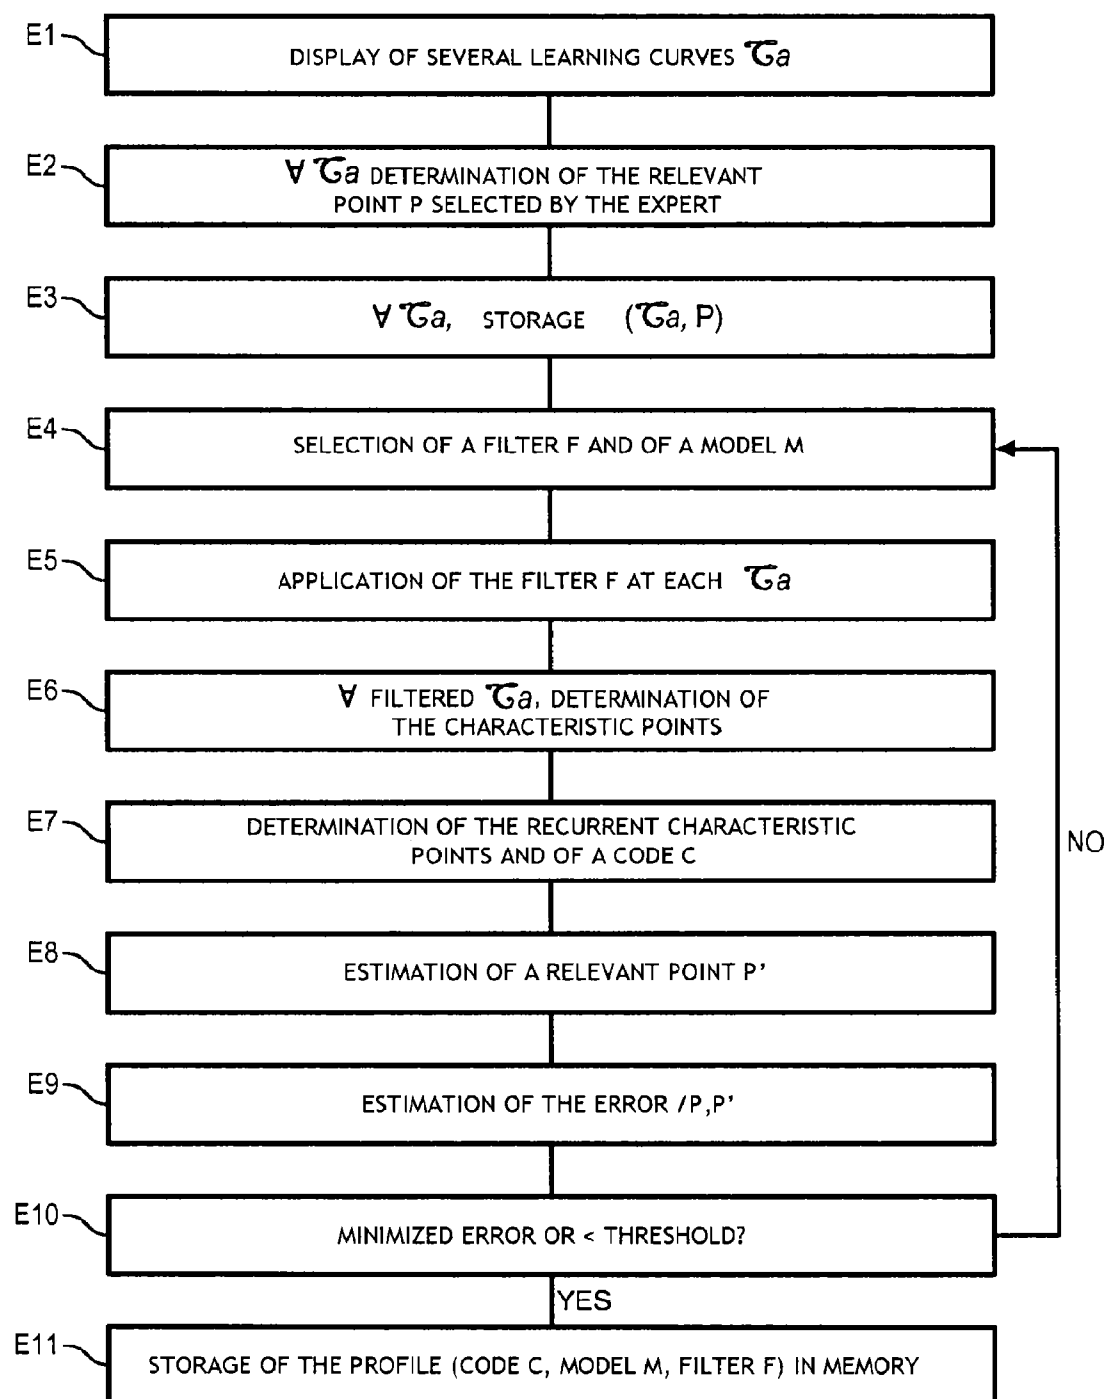 E1
DISPLAY OF SEVERAL LEARNING CURVES 𝒞a
E2
∀ 𝒞a DETERMINATION OF THE RELEVANT
POINT P SELECTED BY THE EXPERT
E3
∀ 𝒞a, STORAGE (𝒞a, P)
E4
SELECTION OF A FILTER F AND OF A MODEL M
E5
APPLICATION OF THE FILTER F AT EACH 𝒞a
E6
∀ FILTERED 𝒞a, DETERMINATION OF
THE CHARACTERISTIC POINTS
E7
DETERMINATION OF THE RECURRENT CHARACTERISTIC
POINTS AND OF A CODE C
NO
E8
ESTIMATION OF A RELEVANT POINT P'
E9
ESTIMATION OF THE ERROR /P,P'
E10
MINIMIZED ERROR OR < THRESHOLD?
YES
E11
STORAGE OF THE PROFILE (CODE C, MODEL M, FILTER F) IN MEMORY